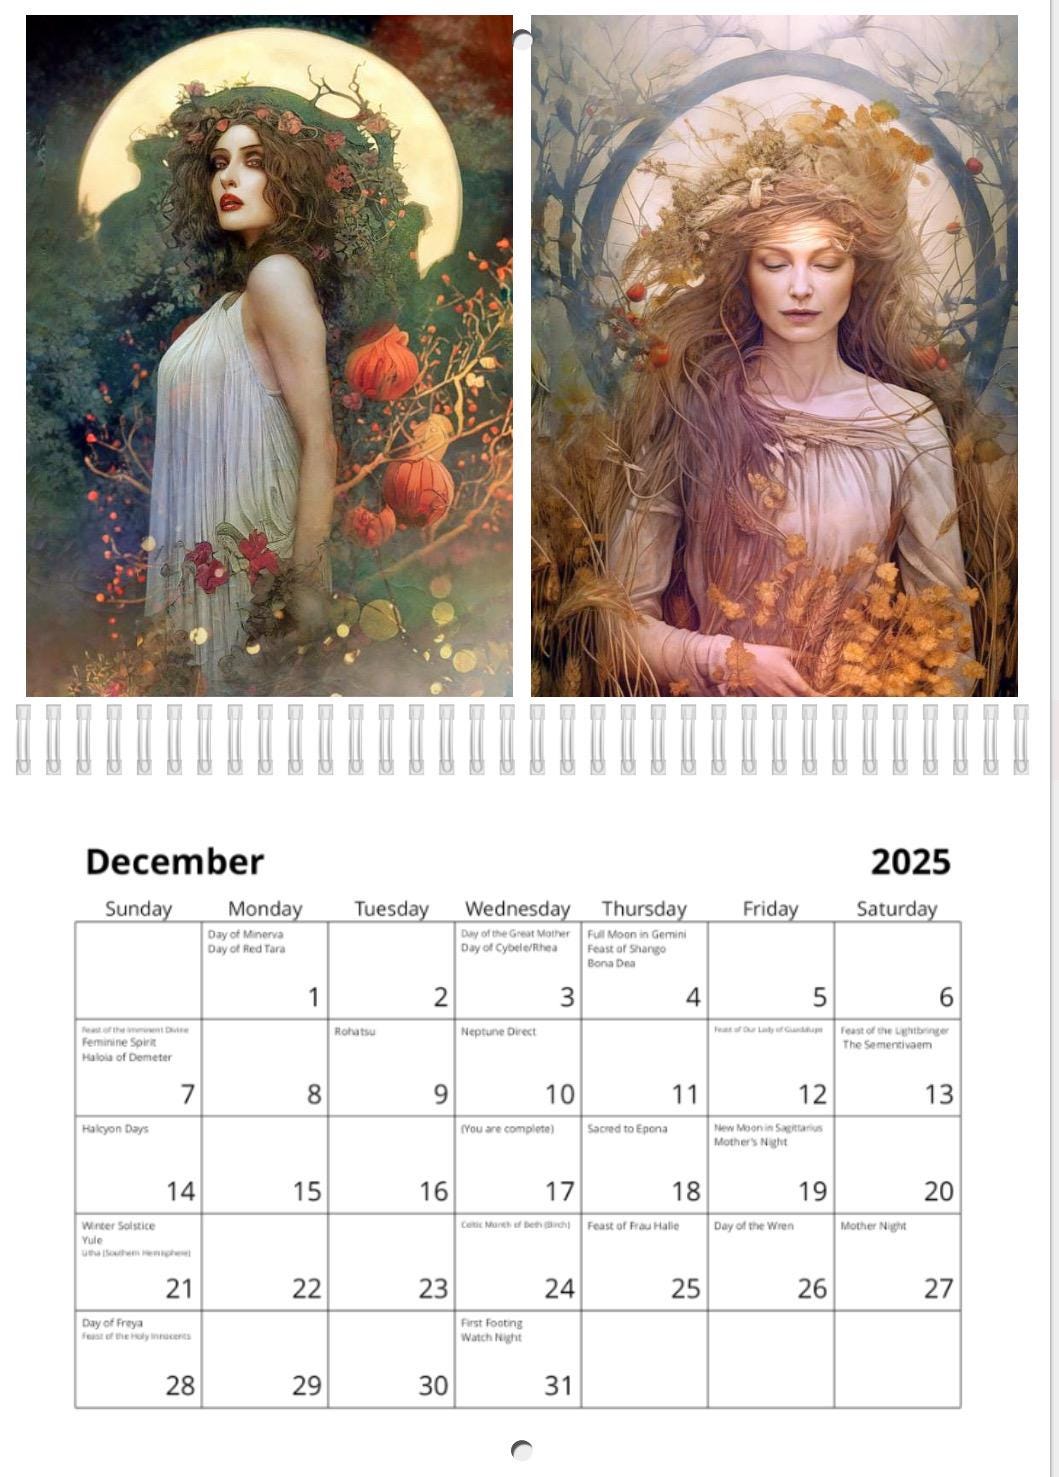 December 2025
Sunday Monday Tuesday Wednesday Thursday Friday Saturday
Day of Minerva
Day of Red Tara
1
2
Day of the Great Mother
Day of Cybele/Rhea
3
Full Moon in Gemini
Feast of Shango
Bona Dea
4
5
6
Feast of the Imminent Divine
Feminine Spirit
Haloia of Demeter
7
8
Rohatsu
9
Neptune Direct
10
11
Feast of Our Lady of Guadalupe
12
Feast of the Lightbringer
The Sementivaem
13
Halcyon Days
14
15
16
(You are complete)
17
Sacred to Epona
18
New Moon in Sagittarius
Mother's Night
19
20
Winter Solstice
Yule
Litha (Southern Hemisphere)
21
22
23
Celtic Month of Beth (Birch)
24
Feast of Frau Halle
25
Day of the Wren
26
Mother Night
27
Day of Freya
Feast of the Holy Innocents
28
29
30
First Footing
Watch Night
31